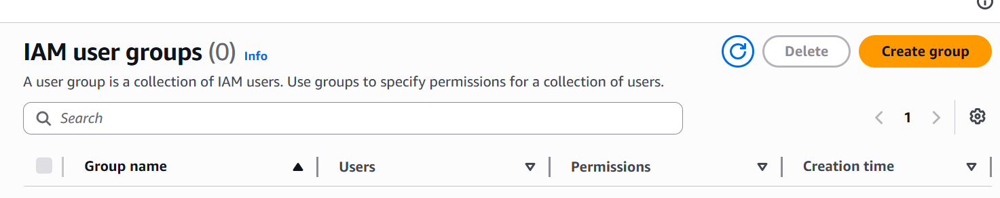 IAM user groups (0) Info
Delete
Create group
A user group is a collection of IAM users. Use groups to specify permissions for a collection of users.
Search
1
Group name Users Permissions Creation time